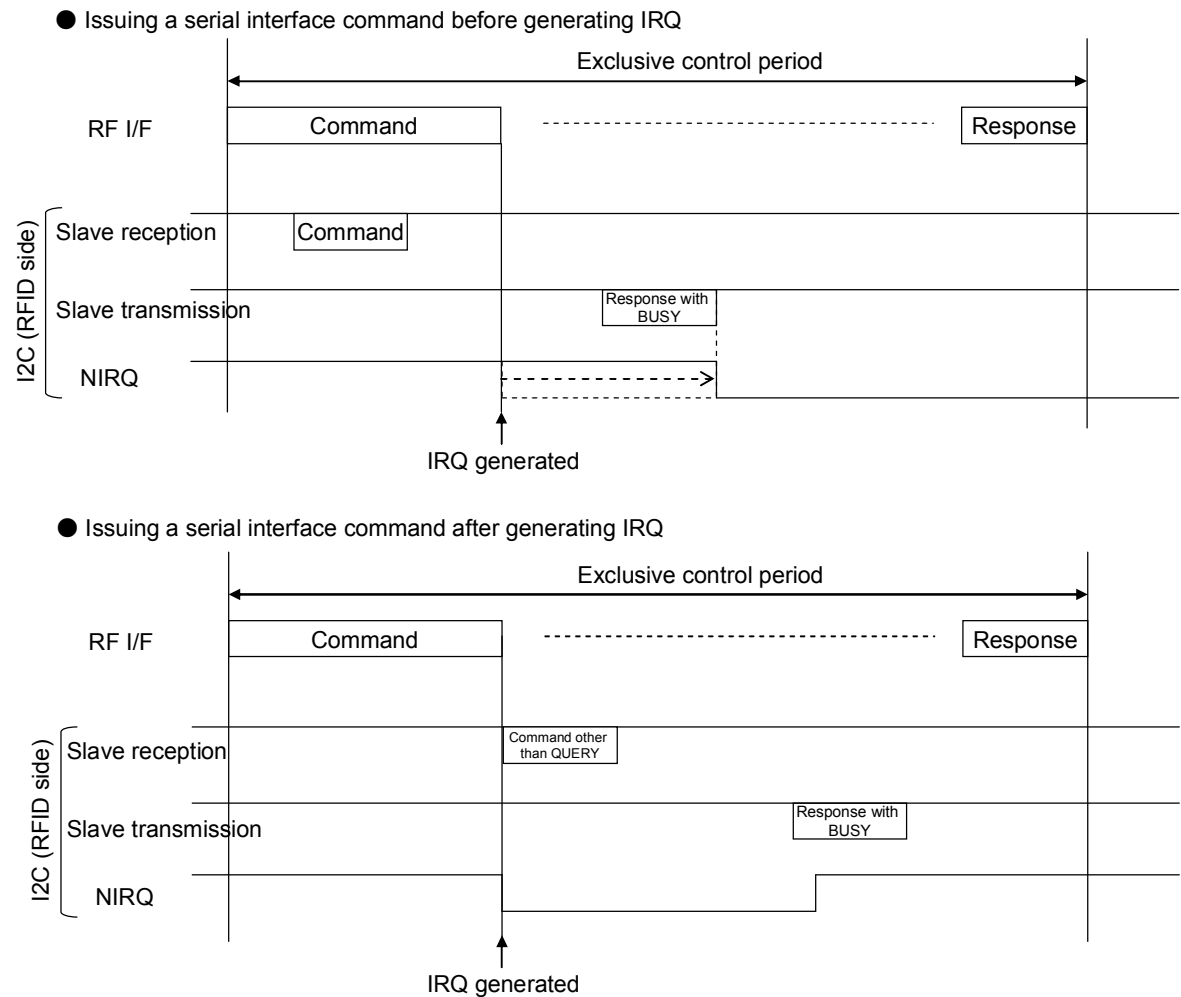 ● Issuing a serial interface command before generating IRQ
Exclusive control period
RF I/F
Command
Response
I2C (RFID side)
Slave reception
Command
Slave transmission
Response with
BUSY
NIRQ
IRQ generated
● Issuing a serial interface command after generating IRQ
Exclusive control period
RF I/F
Command
Response
I2C (RFID side)
Slave reception
Command other
than QUERY
Slave transmission
Response with
BUSY
NIRQ
IRQ generated